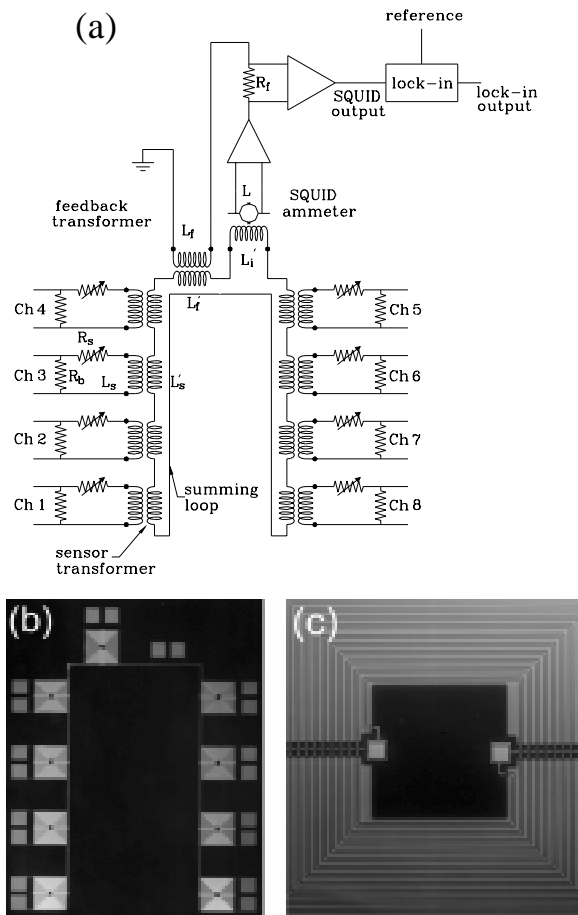 (a)
reference
R_f
lock-in
SQUID
output
lock-in
output
L
SQUID
ammeter
feedback
transformer
L_f
L_i'
L_f'
Ch 4
Ch 5
R_s
Ch 3
R_b
L_s
L_s'
Ch 6
Ch 2
Ch 7
Ch 1
summing
loop
Ch 8
sensor
transformer
(b)
(c)